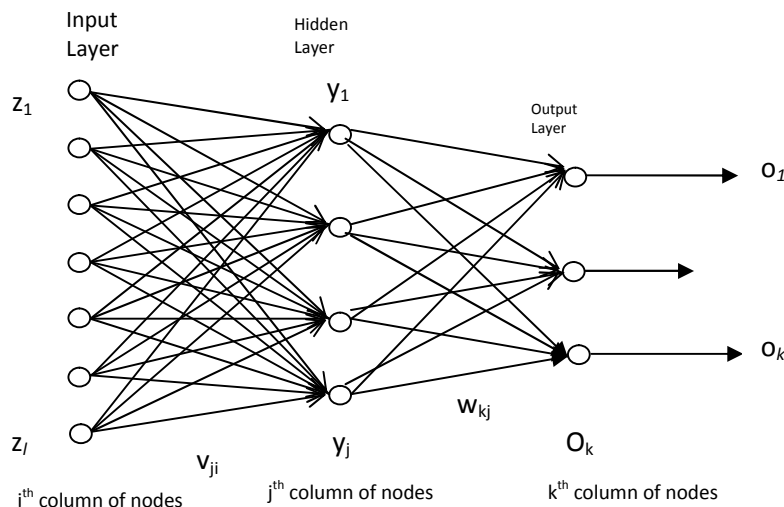 Input
Layer
Hidden
Layer
z1
y1
Output
Layer
o1
ok
wkj
zI
vji
yj
Ok
ith column of nodes
jth column of nodes
kth column of nodes